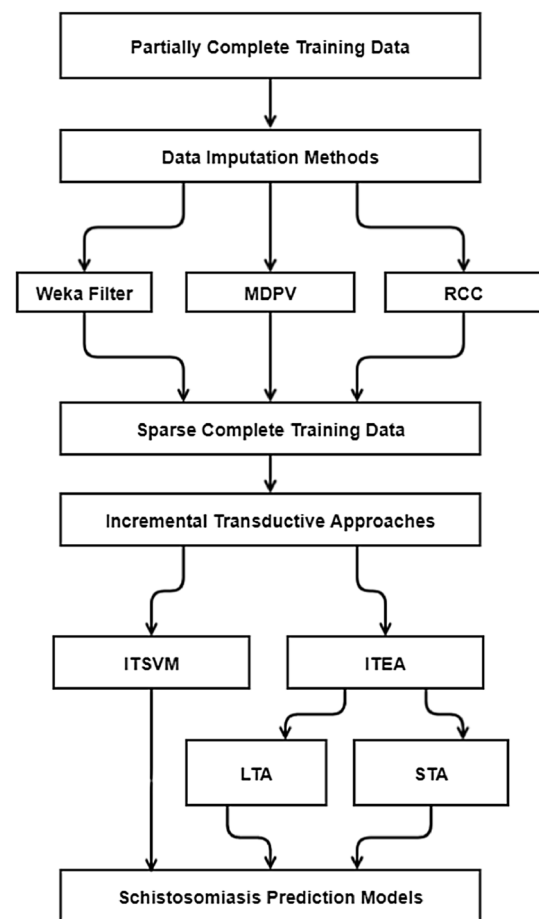 Partially Complete Training Data
Data Imputation Methods
Weka Filter
MDPV
RCC
Sparse Complete Training Data
Incremental Transductive Approaches
ITSVM
ITEA
LTA
STA
Schistosomiasis Prediction Models